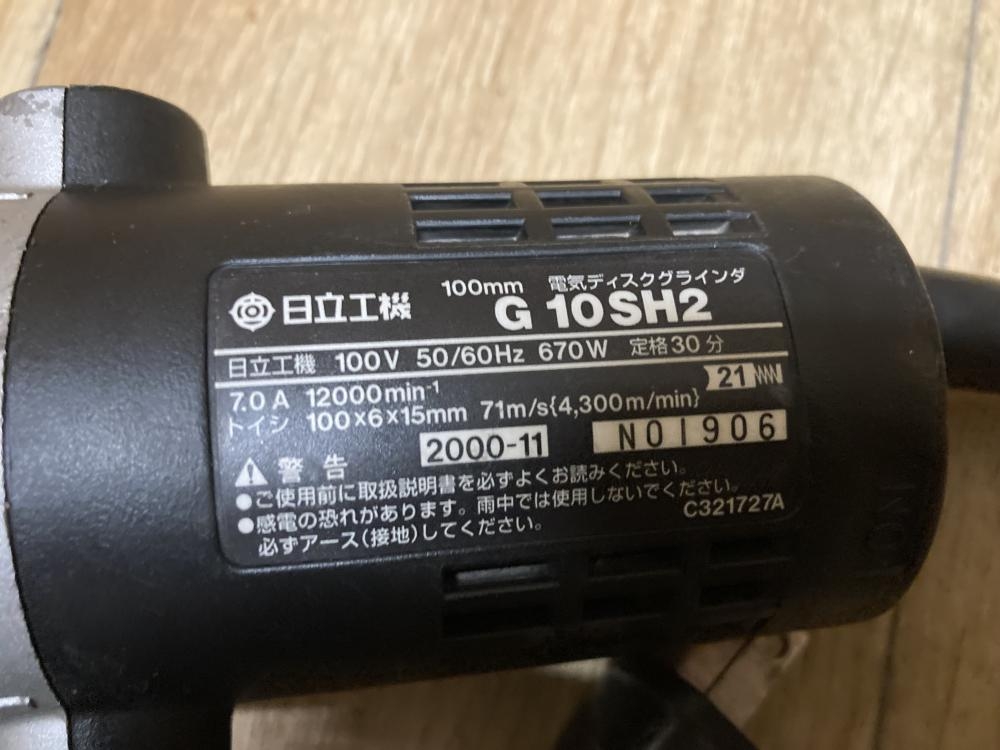 日立工機 100mm 電気ディスクグラインダ
G 10SH2
日立工機 100V 50/60Hz 670W 定格30分
7.0A 12000min⁻¹ 21
トイシ 100×6×15mm 71m/s{4,300m/min}
2000-11 NO1906
警告
●ご使用前に取扱説明書を必ずよくお読みください。
●感電の恐れがあります。雨中では使用しないでください。
必ずアース(接地)してください。 C321727A